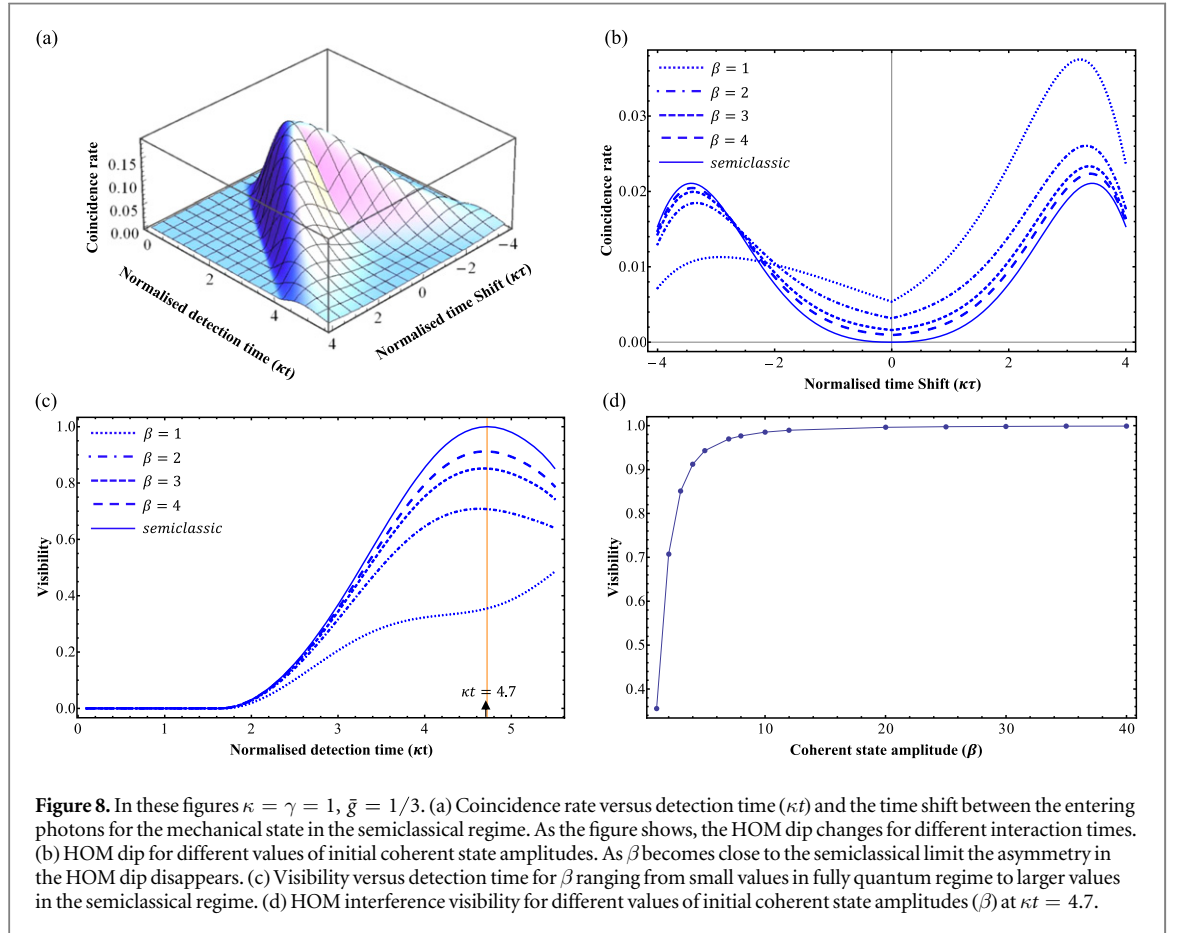 (a)
Coincidence rate
0.15
0.10
0.05
0.00
0
2
4
Normalised detection time (κt)
4
2
0
−2
−4
Normalised time Shift (κτ)
(b)
Coincidence rate
0.03
0.02
0.01
0.00
β = 1
β = 2
β = 3
β = 4
semiclassic
−4
−2
0
2
4
Normalised time Shift (κτ)
(c)
Visibility
1.0
0.8
0.6
0.4
0.2
0.0
β = 1
β = 2
β = 3
β = 4
semiclassic
κt = 4.7
0
1
2
3
4
5
Normalised detection time (κt)
(d)
Visibility
1.0
0.9
0.8
0.7
0.6
0.5
0.4
10
20
30
40
Coherent state amplitude (β)
Figure 8. In these figures κ = γ = 1, ḡ = 1/3. (a) Coincidence rate versus detection time (κt) and the time shift between the entering
photons for the mechanical state in the semiclassical regime. As the figure shows, the HOM dip changes for different interaction times.
(b) HOM dip for different values of initial coherent state amplitudes. As β becomes close to the semiclassical limit the asymmetry in
the HOM dip disappears. (c) Visibility versus detection time for β ranging from small values in fully quantum regime to larger values
in the semiclassical regime. (d) HOM interference visibility for different values of initial coherent state amplitudes (β) at κt = 4.7.